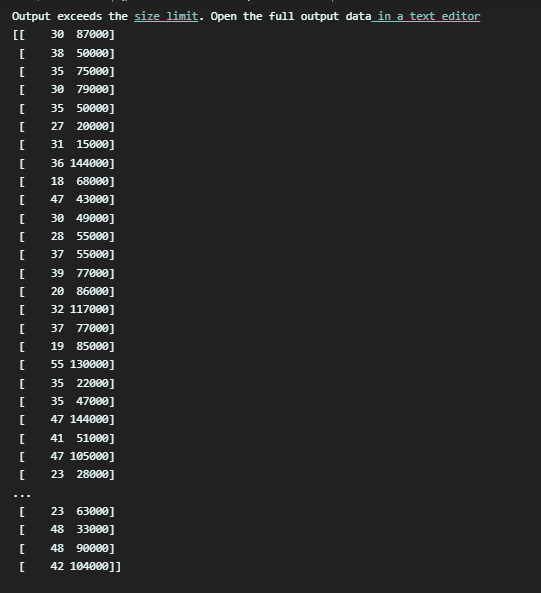 Output exceeds the size limit. Open the full output data in a text editor
[[    30  87000]
 [    38  50000]
 [    35  75000]
 [    30  79000]
 [    35  50000]
 [    27  20000]
 [    31  15000]
 [    36 144000]
 [    18  68000]
 [    47  43000]
 [    30  49000]
 [    28  55000]
 [    37  55000]
 [    39  77000]
 [    20  86000]
 [    32 117000]
 [    37  77000]
 [    19  85000]
 [    55 130000]
 [    35  22000]
 [    35  47000]
 [    47 144000]
 [    41  51000]
 [    47 105000]
 [    23  28000]
...
 [    23  63000]
 [    48  33000]
 [    48  90000]
 [    42 104000]]